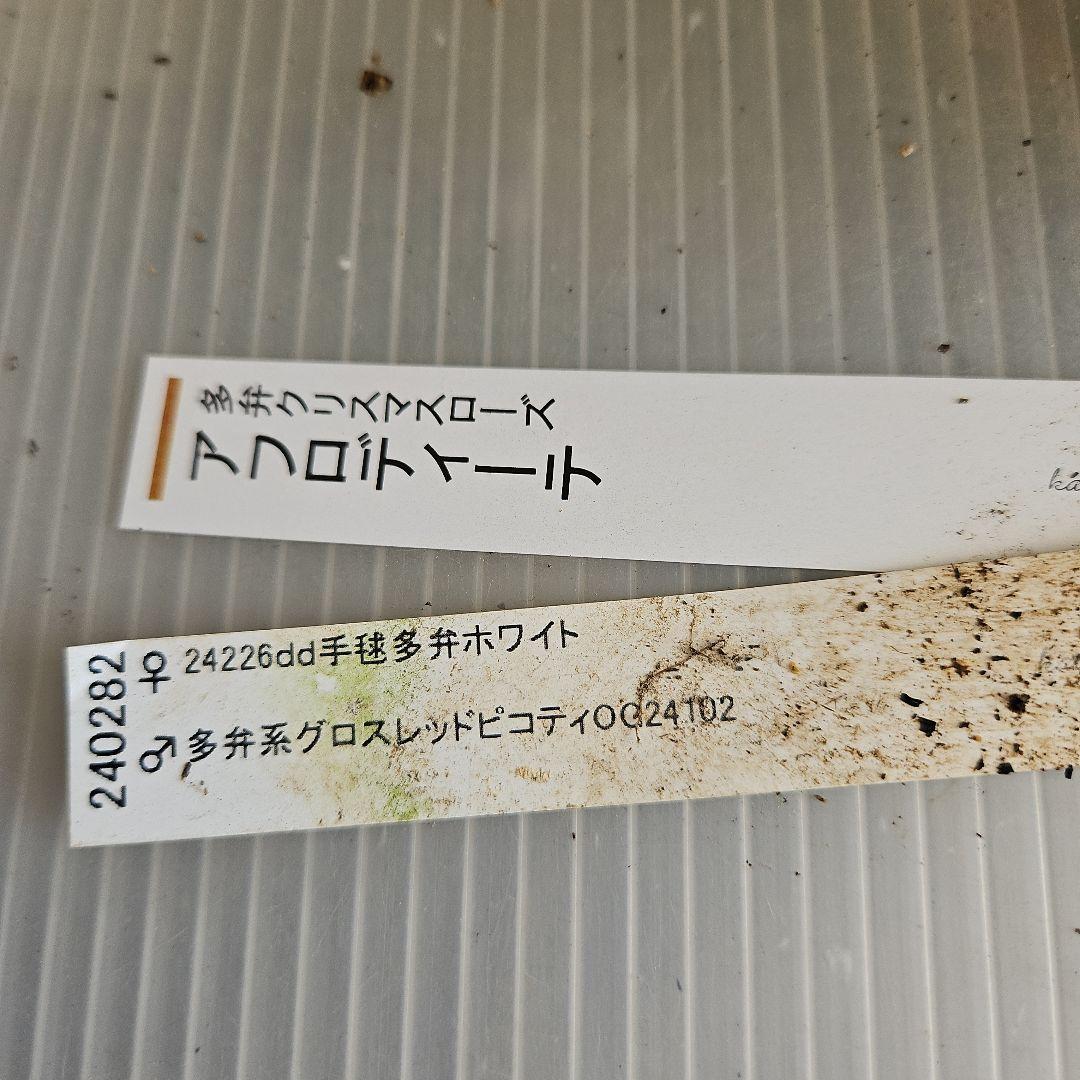 多弁クリスマスローズ
アフロディーテ
240282
♀ 24226dd手毬多弁ホワイト
♂ 多弁系グロスレッドピコティOC24102